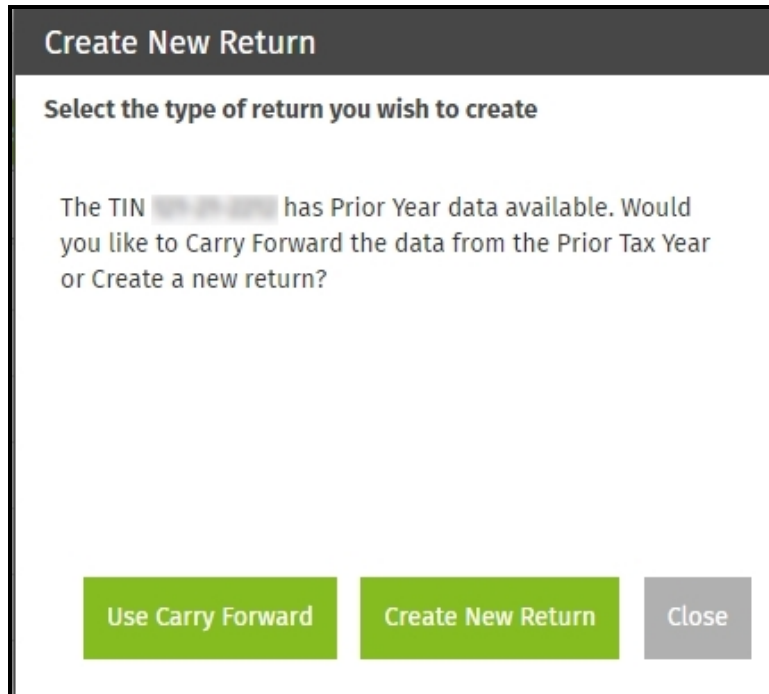 Create New Return
Select the type of return you wish to create
The TIN has Prior Year data available. Would
you like to Carry Forward the data from the Prior Tax Year
or Create a new return?
Use Carry Forward Create New Return Close